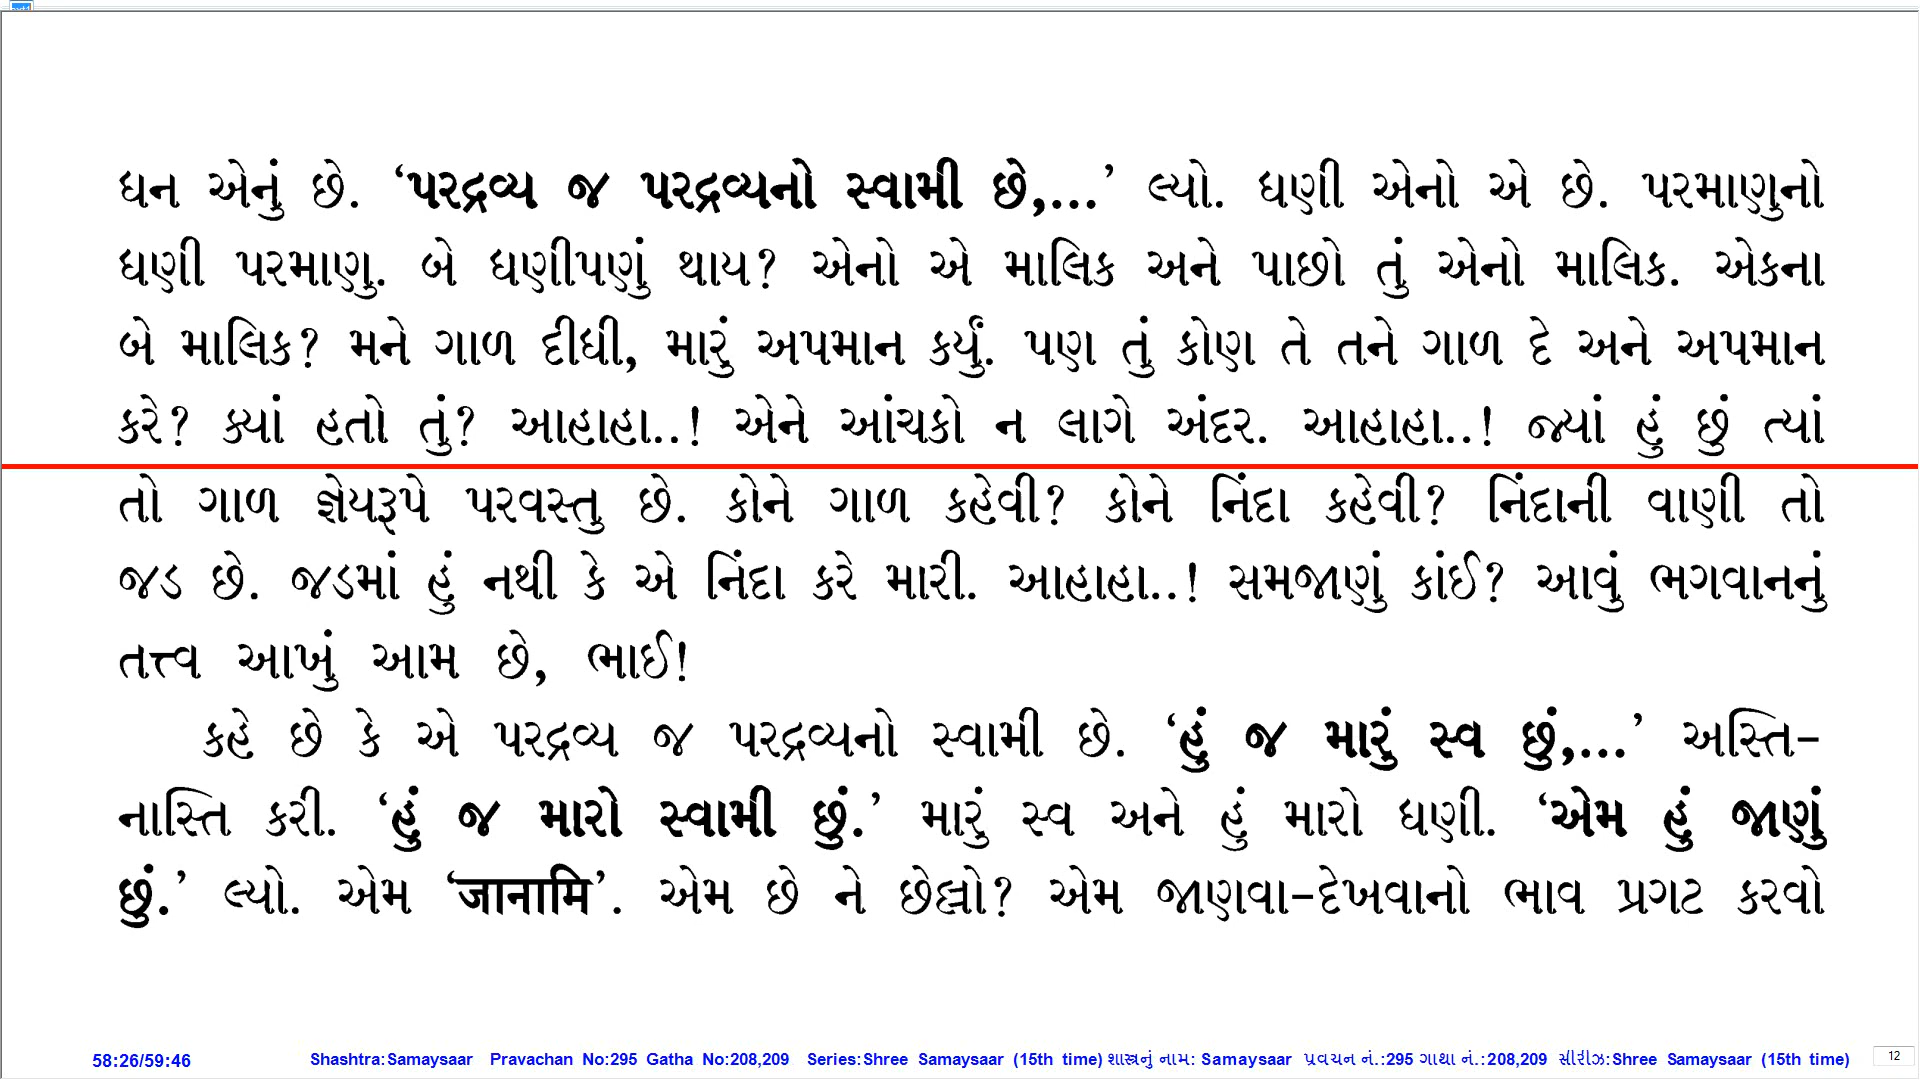 ધન એનું છે. ‘પરદ્રવ્ય જ પરદ્રવ્યનો સ્વામી છે,...’ લ્યો. ધણી એનો એ છે. પરમાણુનો
ધણી પરમાણુ. બે ધણીપણું થાય? એનો એ માલિક અને પાછો તું એનો માલિક. એકના
બે માલિક? મને ગાળ દીધી, મારું અપમાન કર્યું. પણ તું કોણ તે તને ગાળ દે અને અપમાન
કરે? ક્યાં હતો તું? આહાહા..! એને આંચકો ન લાગે અંદર. આહાહા..! જ્યાં હું છું ત્યાં
તો ગાળ જ્ઞેયરૂપે પરવસ્તુ છે. કોને ગાળ કહેવી? કોને નિંદા કહેવી? નિંદાની વાણી તો
જડ છે. જડમાં હું નથી કે એ નિંદા કરે મારી. આહાહા..! સમજાણું કાંઈ? આવું ભગવાનનું
તત્ત્વ આખું આમ છે, ભાઈ!
કહે છે કે એ પરદ્રવ્ય જ પરદ્રવ્યનો સ્વામી છે. ‘હું જ મારું સ્વ છું,...’ અસ્તિ-
નાસ્તિ કરી. ‘હું જ મારો સ્વામી છું.’ મારું સ્વ અને હું મારો ધણી. ‘એમ હું જાણું
છું.’ લ્યો. એમ ‘जानामि’. એમ છે ને છેલ્લો? એમ જાણવા-દેખવાનો ભાવ પ્રગટ કરવો
58:26/59:46 Shashtra:Samaysaar Pravachan No:295 Gatha No:208,209 Series:Shree Samaysaar (15th time) શાસ્ત્રનું નામ: Samaysaar પ્રવચન નં.:295 ગાથા નં.:208,209 સીરીઝ:Shree Samaysaar (15th time) 12